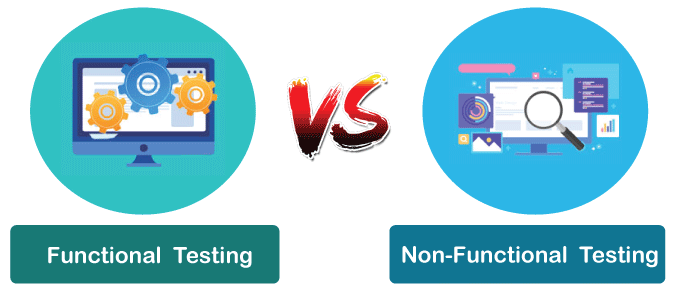 VS
Functional Testing
Non-Functional Testing